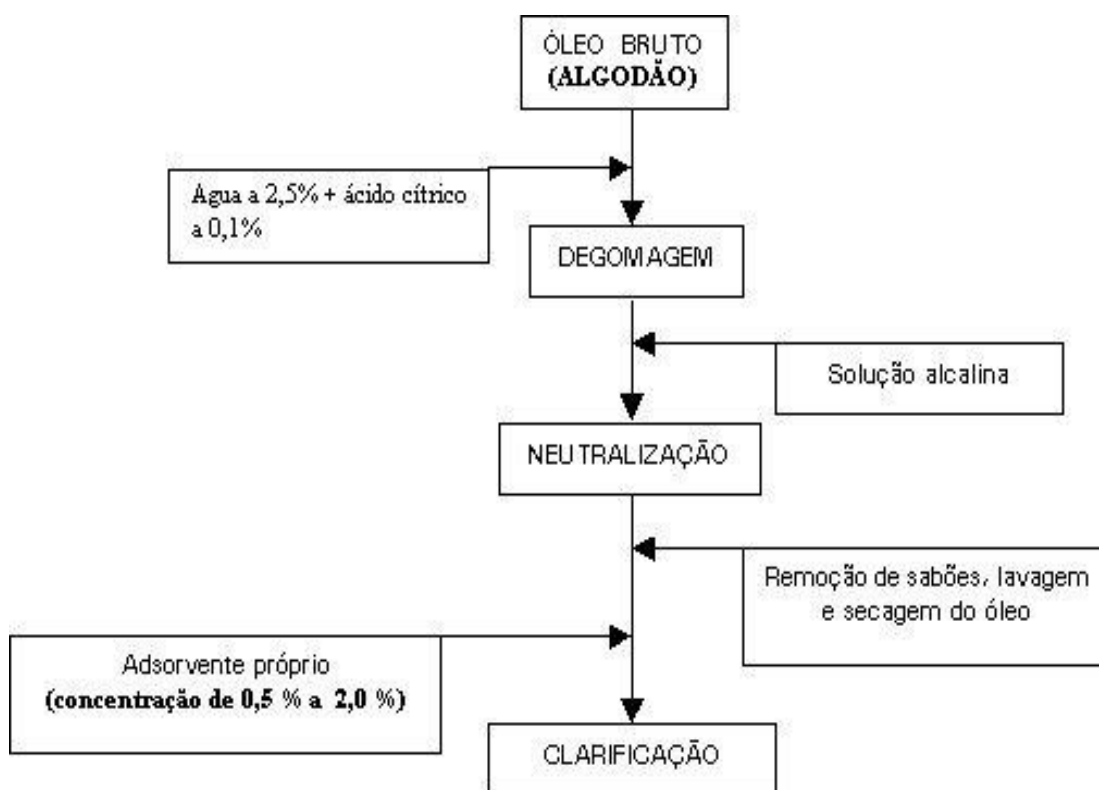 ÓLEO BRUTO
(ALGODÃO)
Agua a 2,5% + ácido cítrico
a 0,1%
DEGOMAGEM
Solução alcalina
NEUTRALIZAÇÃO
Remoção de sabões, lavagem
e secagem do óleo
Adsorvente próprio
(concentração de 0,5 % a 2,0 %)
CLARIFICAÇÃO